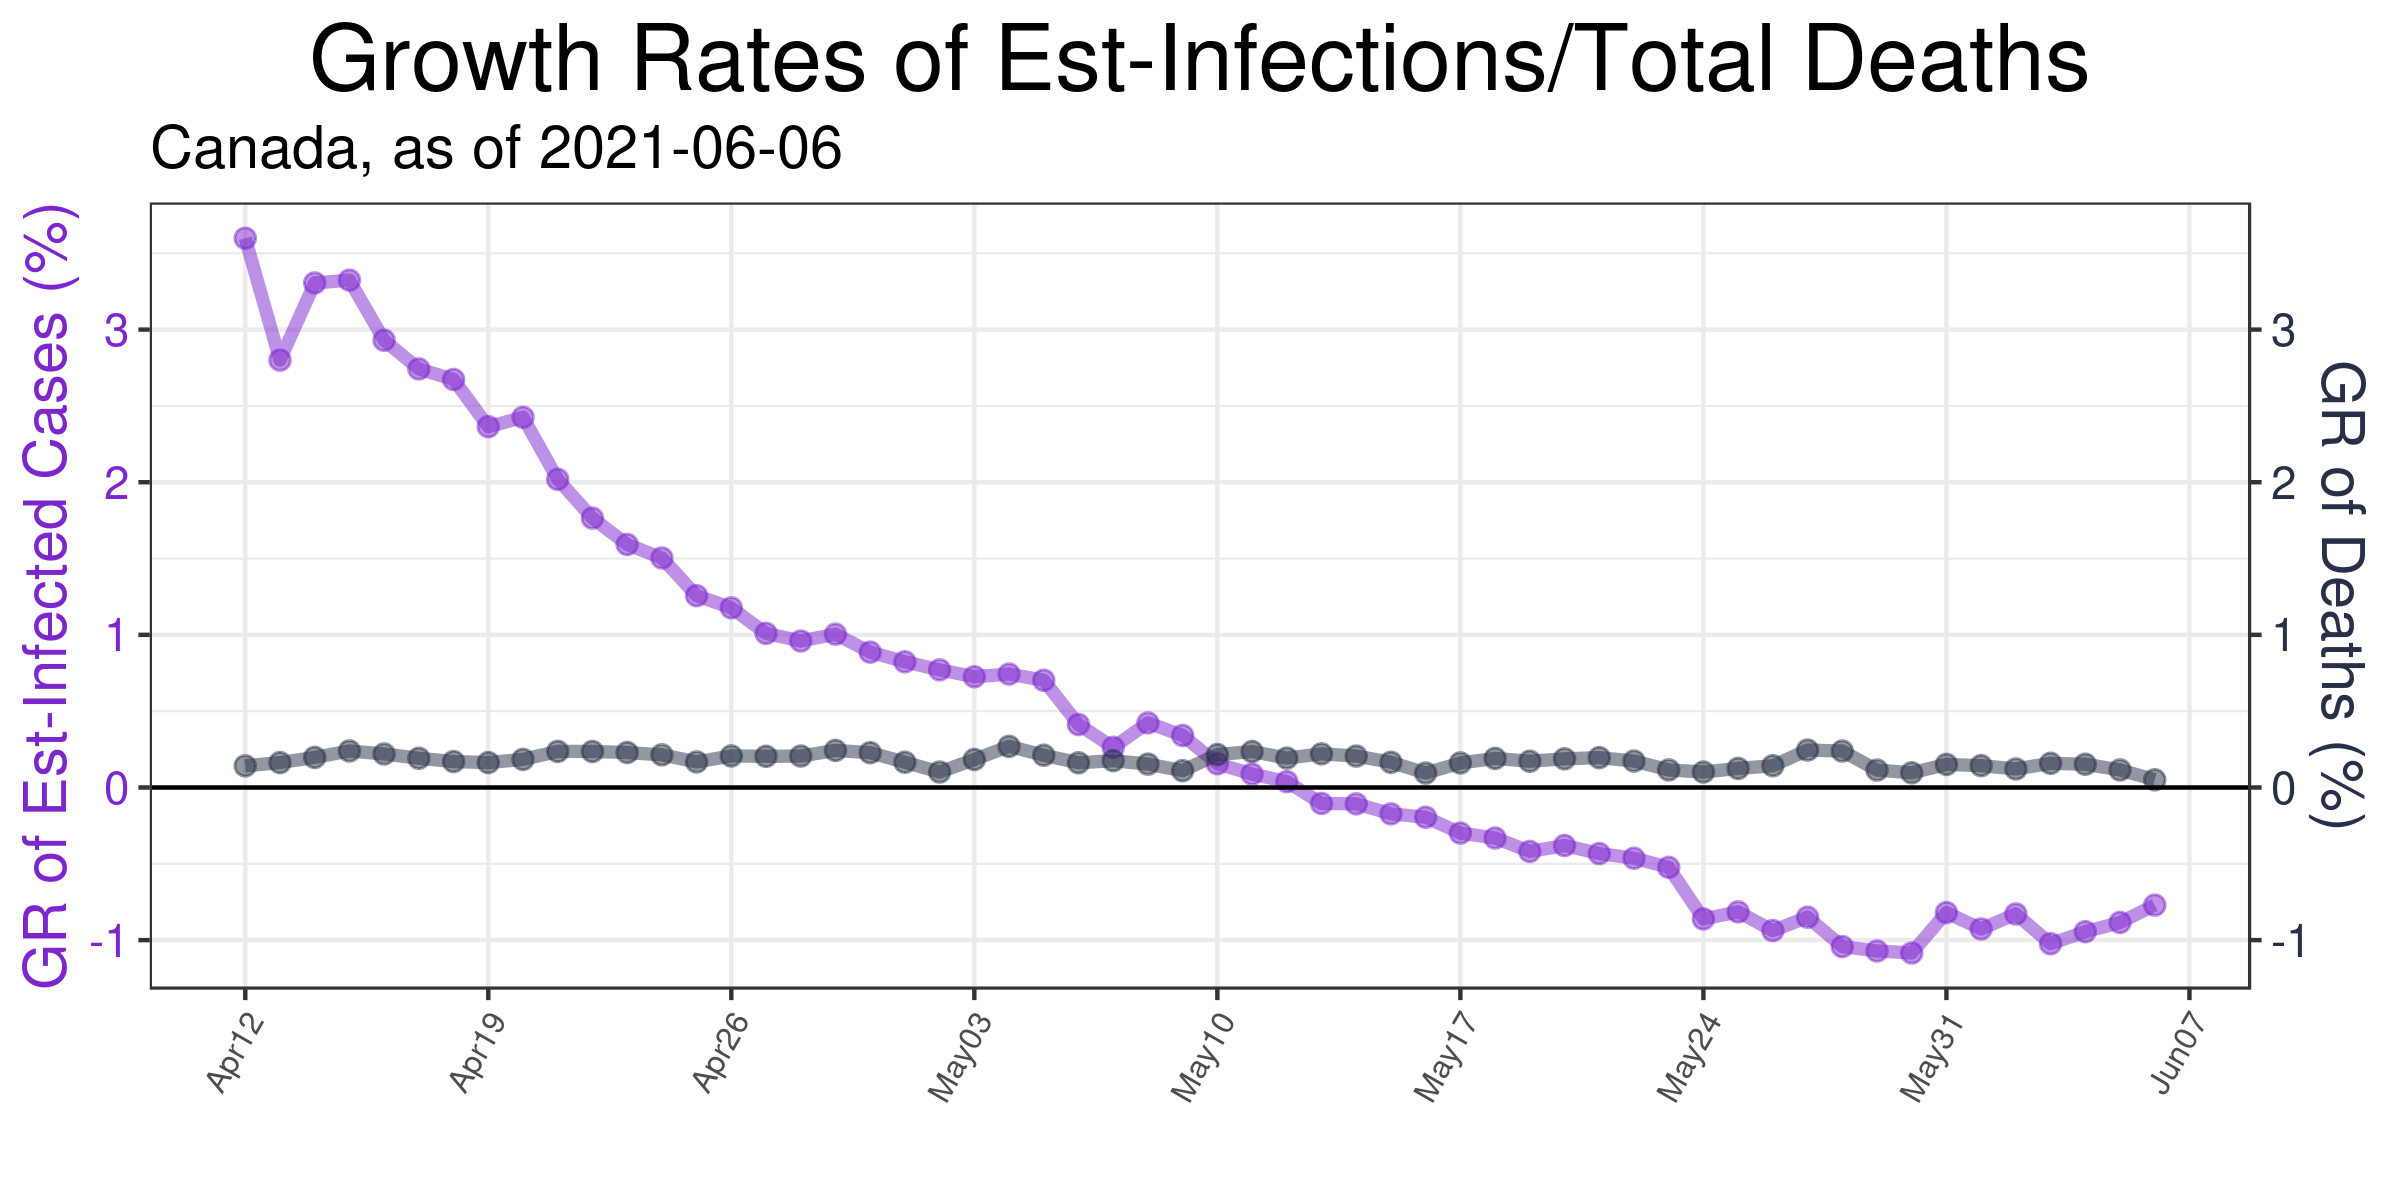 Growth Rates of Est-Infections/Total Deaths
Canada, as of 2021-06-06
GR of Est-Infected Cases (%)
3
2
1
0
-1
3
2
1
0
-1
GR of Deaths (%)
Apr12
Apr19
Apr26
May03
May10
May17
May24
May31
Jun07